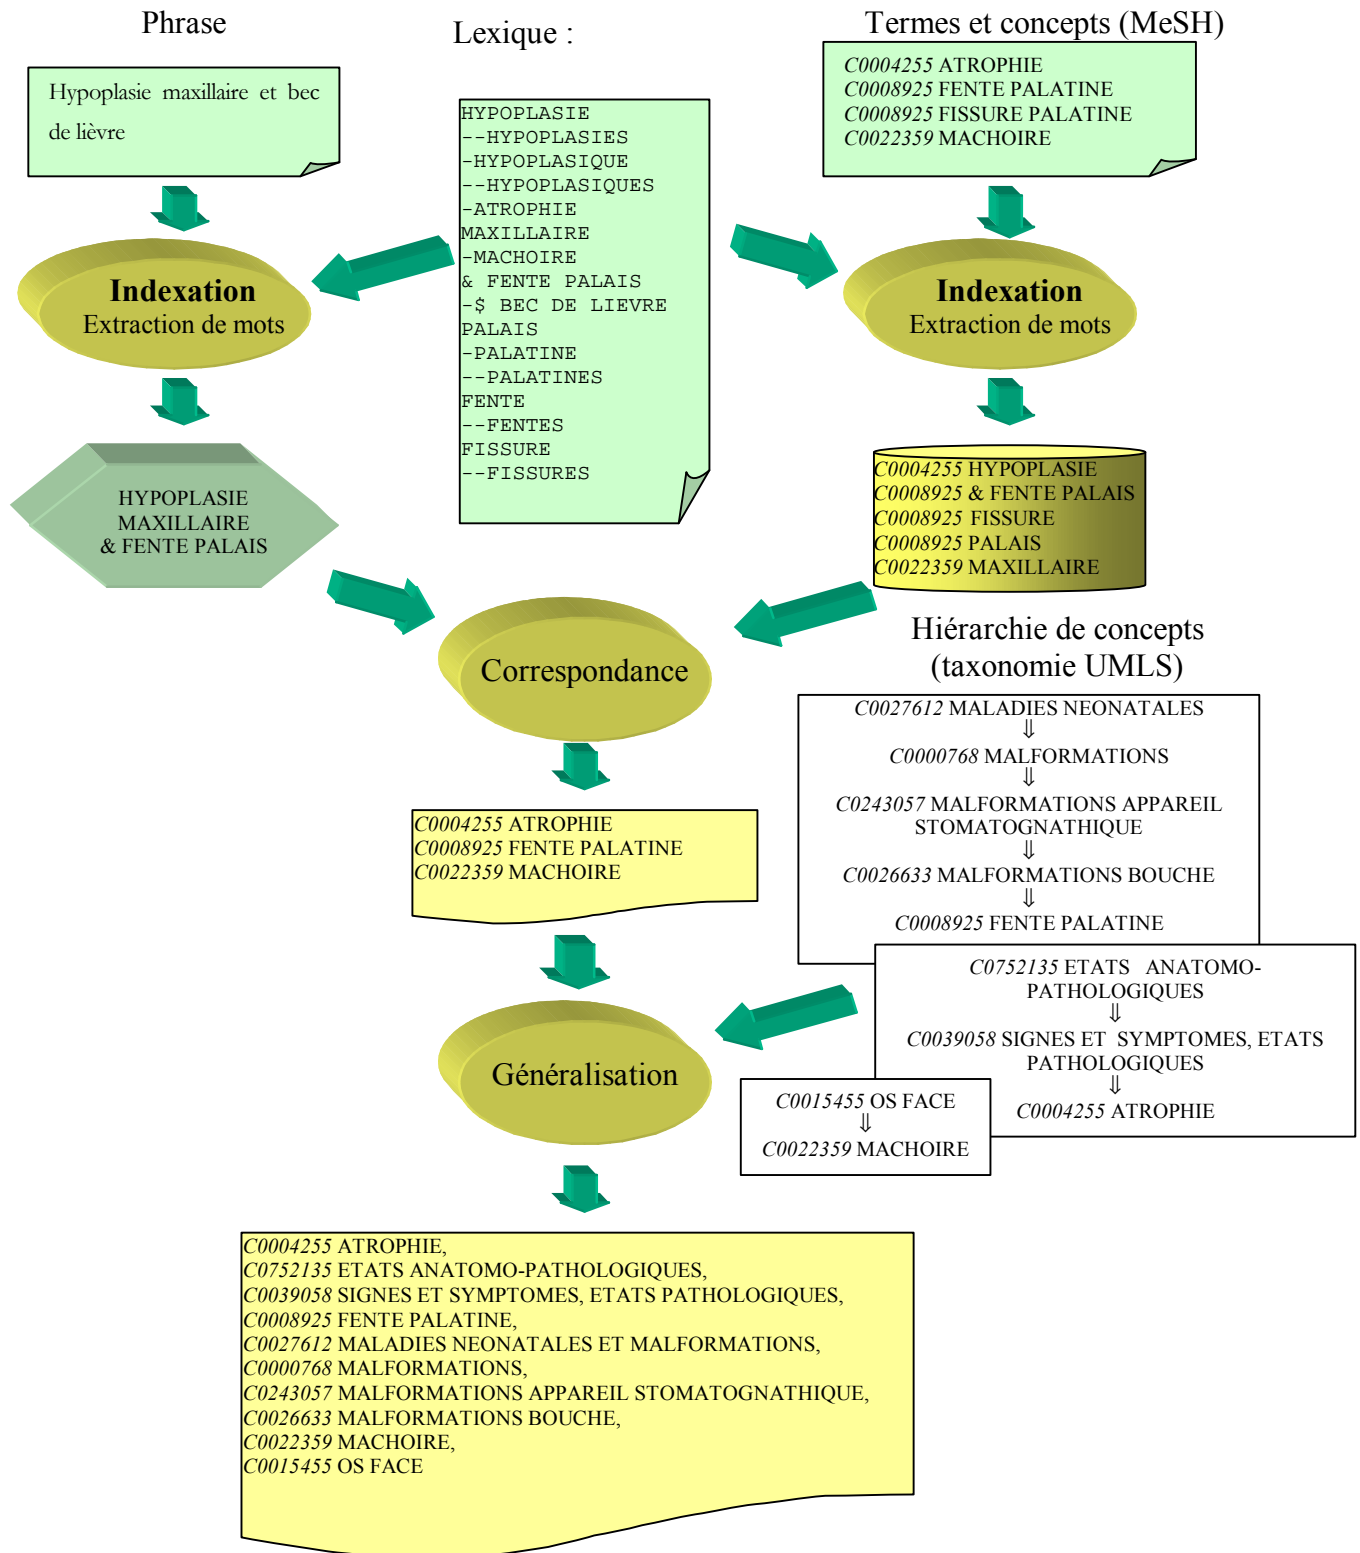 Phrase
Lexique :
Termes et concepts (MeSH)
Hypoplasie maxillaire et bec
de lièvre
HYPOPLASIE
--HYPOPLASIES
-HYPOPLASIQUE
--HYPOPLASIQUES
-ATROPHIE
MAXILLAIRE
-MACHOIRE
& FENTE PALAIS
-$ BEC DE LIEVRE
PALAIS
-PALATINE
--PALATINES
FENTE
--FENTES
FISSURE
--FISSURES
C0004255 ATROPHIE
C0008925 FENTE PALATINE
C0008925 FISSURE PALATINE
C0022359 MACHOIRE
Indexation
Extraction de mots
Indexation
Extraction de mots
HYPOPLASIE
MAXILLAIRE
& FENTE PALAIS
C0004255 HYPOPLASIE
C0008925 & FENTE PALAIS
C0008925 FISSURE
C0008925 PALAIS
C0022359 MAXILLAIRE
Correspondance
Hiérarchie de concepts
(taxonomie UMLS)
C0027612 MALADIES NEONATALES
⇓
C0000768 MALFORMATIONS
⇓
C0243057 MALFORMATIONS APPAREIL
STOMATOGNATHIQUE
⇓
C0026633 MALFORMATIONS BOUCHE
⇓
C0008925 FENTE PALATINE
C0004255 ATROPHIE
C0008925 FENTE PALATINE
C0022359 MACHOIRE
C0752135 ETATS ANATOMO-
PATHOLOGIQUES
⇓
C0039058 SIGNES ET SYMPTOMES, ETATS
PATHOLOGIQUES
⇓
C0004255 ATROPHIE
Généralisation
C0015455 OS FACE
⇓
C0022359 MACHOIRE
C0004255 ATROPHIE,
C0752135 ETATS ANATOMO-PATHOLOGIQUES,
C0039058 SIGNES ET SYMPTOMES, ETATS PATHOLOGIQUES,
C0008925 FENTE PALATINE,
C0027612 MALADIES NEONATALES ET MALFORMATIONS,
C0000768 MALFORMATIONS,
C0243057 MALFORMATIONS APPAREIL STOMATOGNATHIQUE,
C0026633 MALFORMATIONS BOUCHE,
C0022359 MACHOIRE,
C0015455 OS FACE